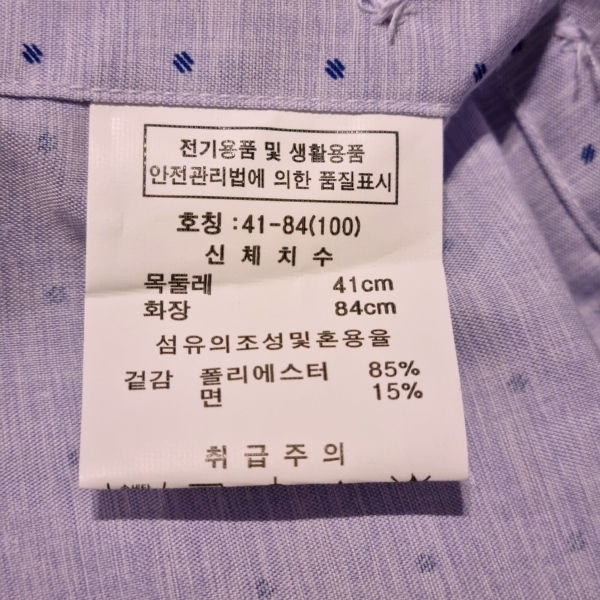 전기용품 및 생활용품
안전관리법에 의한 품질표시
호칭 : 41-84(100)
신 체 치 수
목둘레 41cm
화장 84cm
섬유의조성및혼용율
겉감 폴리에스터 85%
면 15%
취 급 주 의